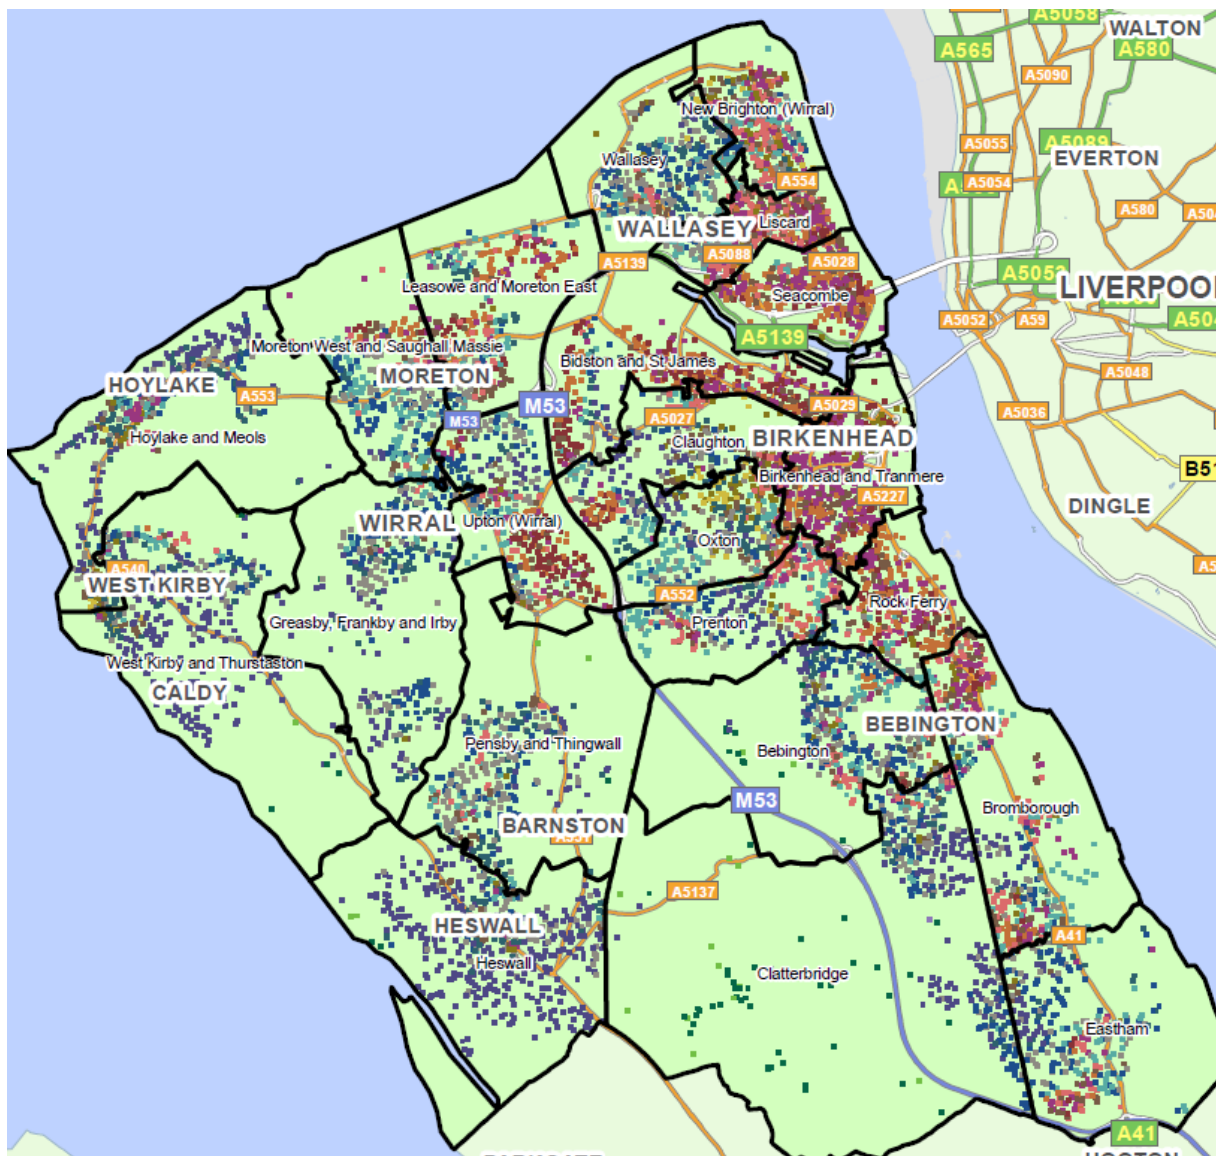 A5058
WALTON
A565
A580
A5090
New Brighton (Wirral)
A5089
A5055
EVERTON
Wallasey
A554
A5054
A580
Liscard
WALLASEY
A5088
A5028
A5139
A5053
Leasowe and Moreton East
Seacombe
LIVERPOOL
A5052
A59
A5139
Moreton West and Saughall Massie
Bidston and St James
HOYLAKE
MORETON
A5048
A553
M53
M53
A5027
A5029
A5036
Hoylake and Meols
Claughton
BIRKENHEAD
Birkenhead and Tranmere
A5227
DINGLE
WIRRAL
Upton (Wirral)
Oxton
A540
WEST KIRBY
A552
Rock Ferry
Greasby, Frankby and Irby
Prenton
West Kirby and Thurstaston
CALDY
BEBINGTON
Pensby and Thingwall
Bebington
M53
Bromborough
BARNSTON
A5137
HESWALL
A41
Heswall
Clatterbridge
Eastham
A41